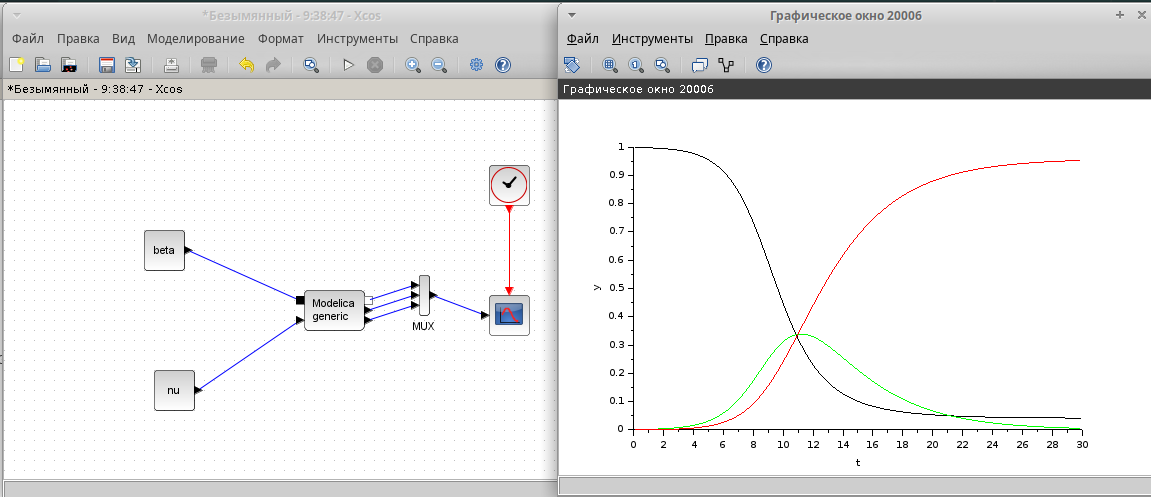 *Безымянный - 9:38:47 - Xcos
Файл Правка Вид Моделирование Формат Инструменты Справка
*Безымянный - 9:38:47 - Xcos
beta
nu
Modelica
generic
MUX
Графическое окно 20006
Файл Инструменты Правка Справка
Графическое окно 20006
1
0.9
0.8
0.7
0.6
0.5
0.4
0.3
0.2
0.1
0
y
0 2 4 6 8 10 12 14 16 18 20 22 24 26 28 30
t